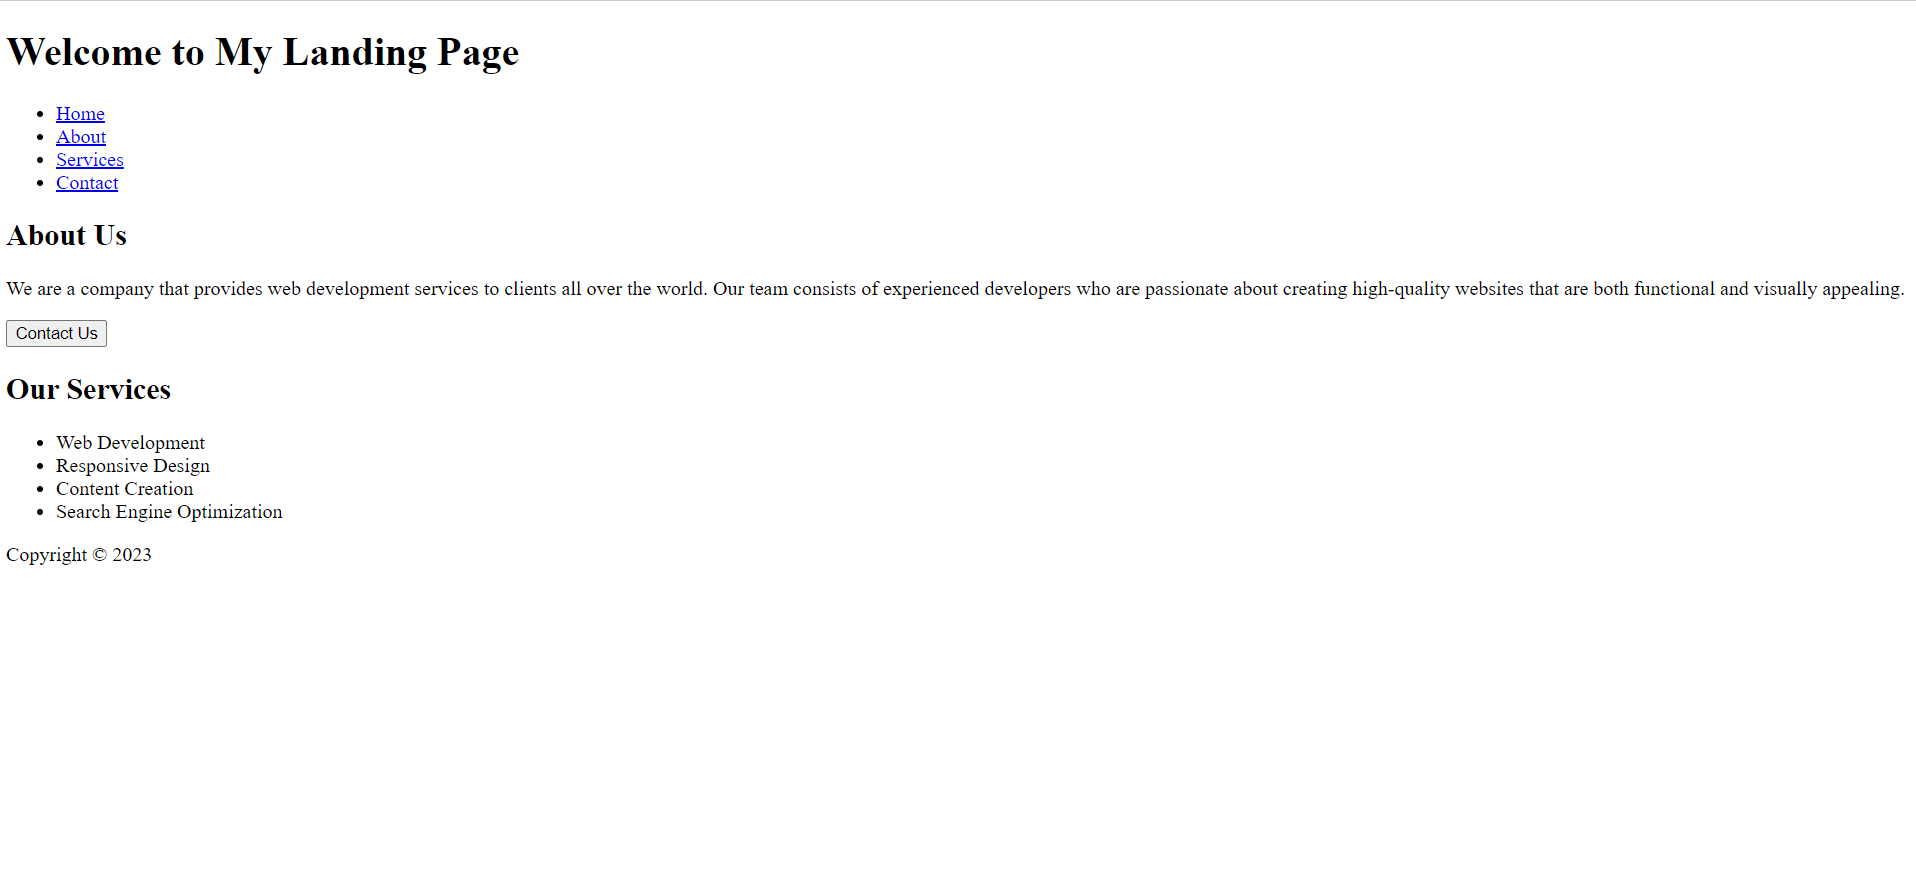 Welcome to My Landing Page
Home
About
Services
Contact
About Us
We are a company that provides web development services to clients all over the world. Our team consists of experienced developers who are passionate about creating high-quality websites that are both functional and visually appealing.
Contact Us
Our Services
Web Development
Responsive Design
Content Creation
Search Engine Optimization
Copyright © 2023